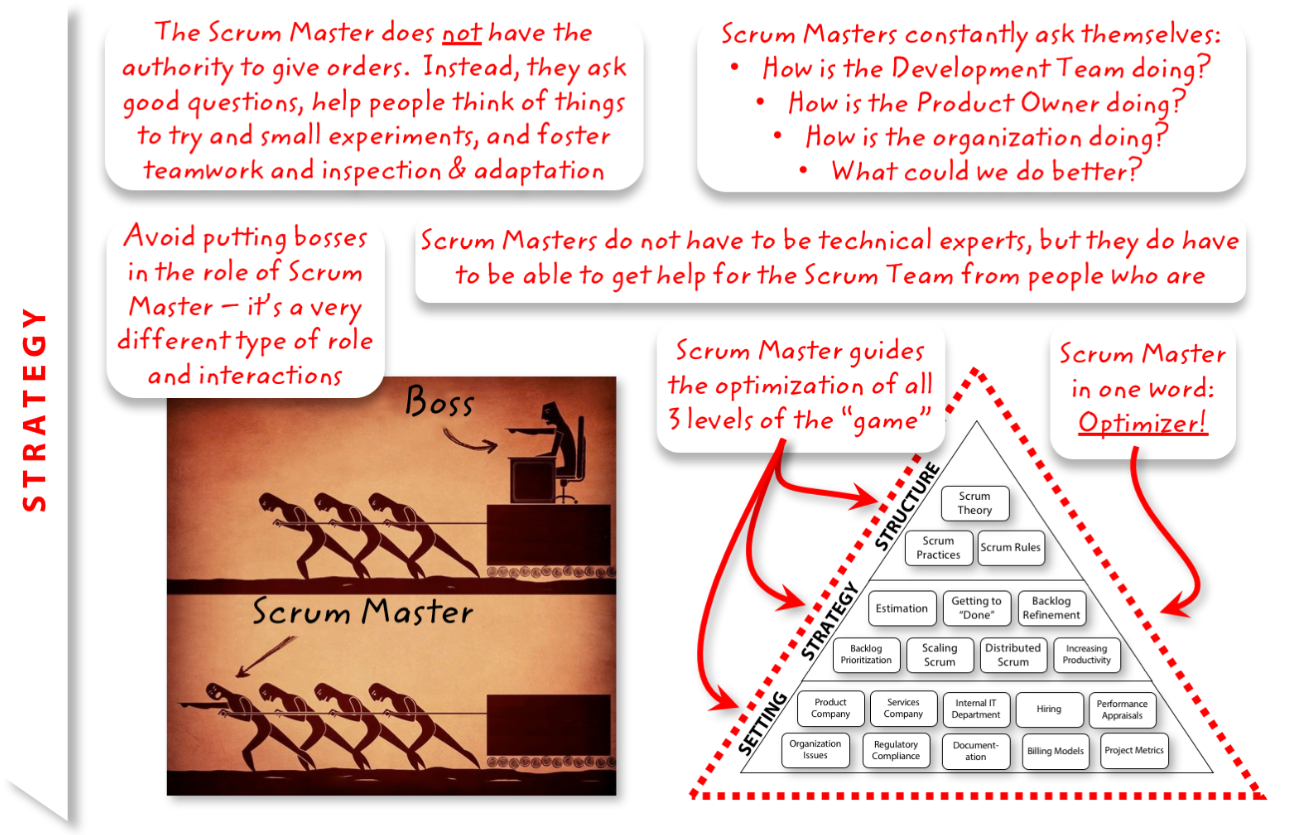 The Scrum Master does not have the
authority to give orders. Instead, they ask
good questions, help people think of things
to try and small experiments, and foster
teamwork and inspection & adaptation
Scrum Masters constantly ask themselves:
• How is the Development Team doing?
• How is the Product Owner doing?
• How is the organization doing?
• What could we do better?
STRATEGY
Avoid putting bosses
in the role of Scrum
Master – it's a very
different type of role
and interactions
Scrum Masters do not have to be technical experts, but they do have
to be able to get help for the Scrum Team from people who are
Boss
Scrum Master
Scrum Master guides
the optimization of all
3 levels of the “game”
Scrum Master
in one word:
Optimizer!
STRUCTURE
Scrum
Theory
Scrum
Practices
Scrum Rules
STRATEGY
Estimation
Getting to
“Done”
Backlog
Refinement
Backlog
Prioritization
Scaling
Scrum
Distributed
Scrum
Increasing
Productivity
SETTING
Product
Company
Services
Company
Internal IT
Department
Hiring
Performance
Appraisals
Organization
Issues
Regulatory
Compliance
Document-
ation
Billing Models
Project Metrics